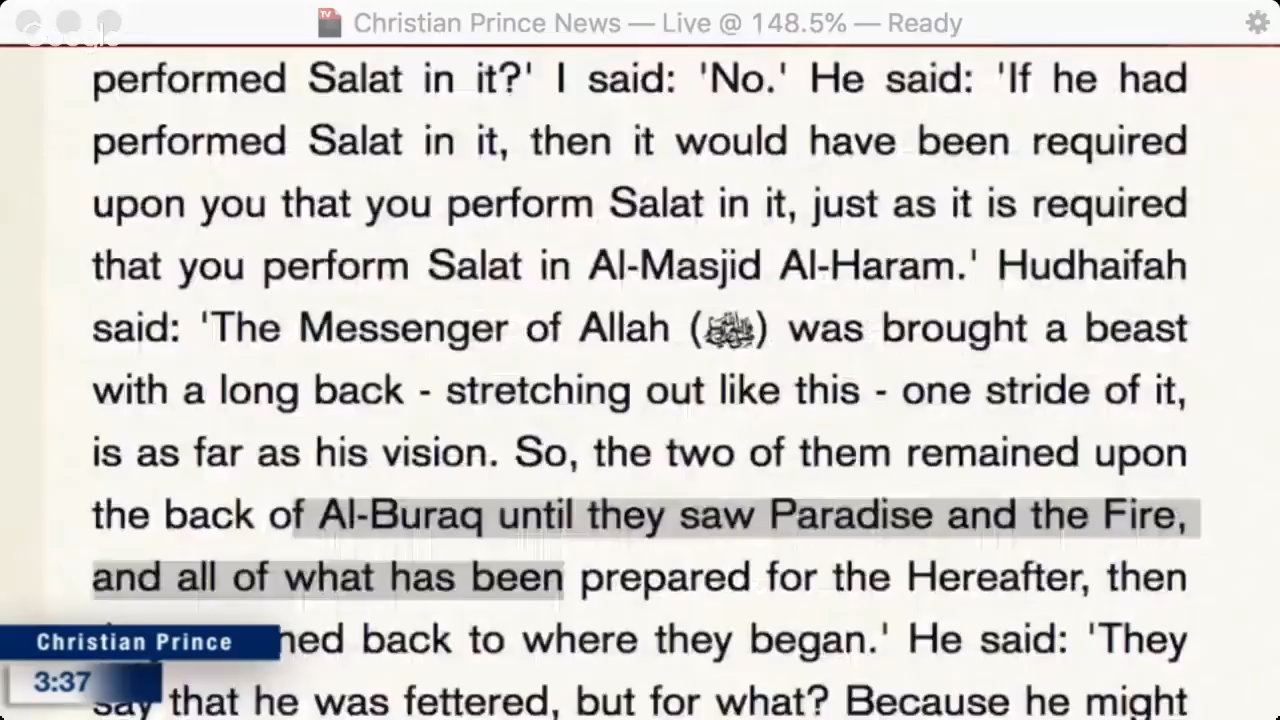 Christian Prince News — Live @ 148.5% — Ready
Google
performed Salat in it?' I said: 'No.' He said: 'If he had
performed Salat in it, then it would have been required
upon you that you perform Salat in it, just as it is required
that you perform Salat in Al-Masjid Al-Haram.' Hudhaifah
said: 'The Messenger of Allah (ﷺ) was brought a beast
with a long back - stretching out like this - one stride of it,
is as far as his vision. So, the two of them remained upon
the back of Al-Buraq until they saw Paradise and the Fire,
and all of what has been prepared for the Hereafter, then
back to where they began.' He said: 'They
say that he was fettered, but for what? Because he might
Christian Prince
3:37